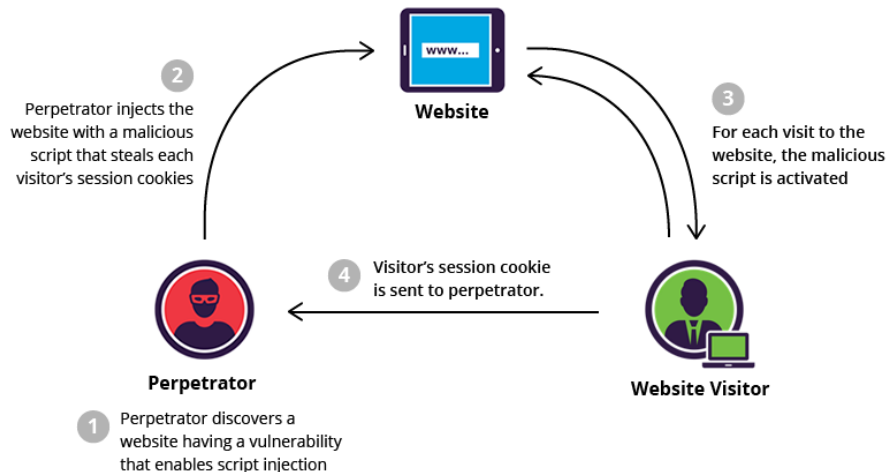 www...
Website
2
Perpetrator injects the
website with a malicious
script that steals each
visitor's session cookies
3
For each visit to the
website, the malicious
script is activated
4
Visitor's session cookie
is sent to perpetrator.
Perpetrator
Website Visitor
1
Perpetrator discovers a
website having a vulnerability
that enables script injection